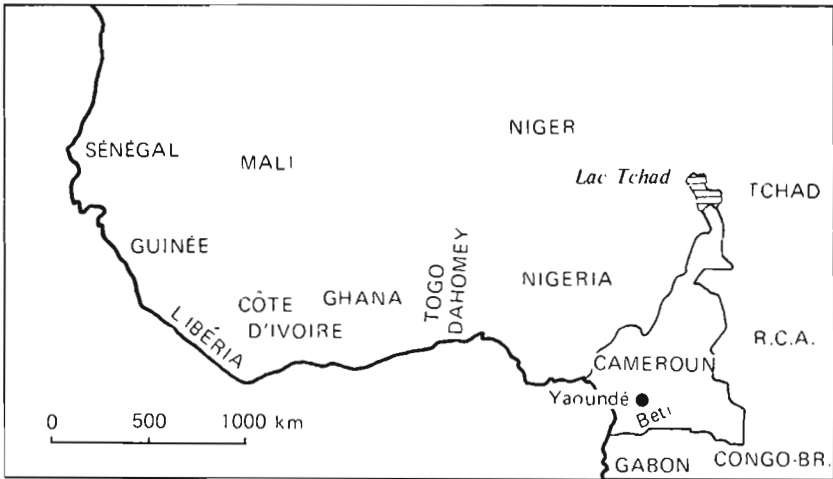 NIGER
SÉNÉGAL
MALI
Lac Tchad
TCHAD
GUINÉE
LIBÉRIA
CÔTE
D'IVOIRE
GHANA
TOGO
DAHOMEY
NIGERIA
R.C.A.
CAMEROUN
Yaoundé
Beti
0 500 1000 km
GABON
CONGO-BR.